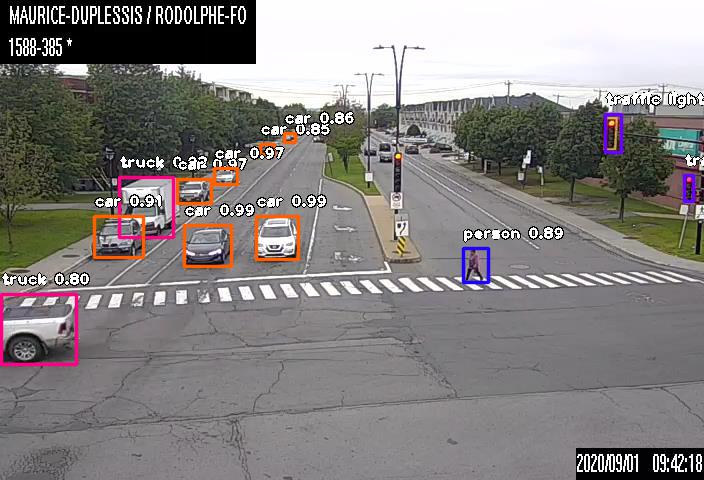 MAURICE-DUPLESSIS / RODOLPHE-FO
1588-385 *
car 0.86
car 0.85
traffic light
car 0.97
truck 0.92
car 0.91
car 0.99
car 0.99
person 0.89
truck 0.80
2020/09/01 09:42:18